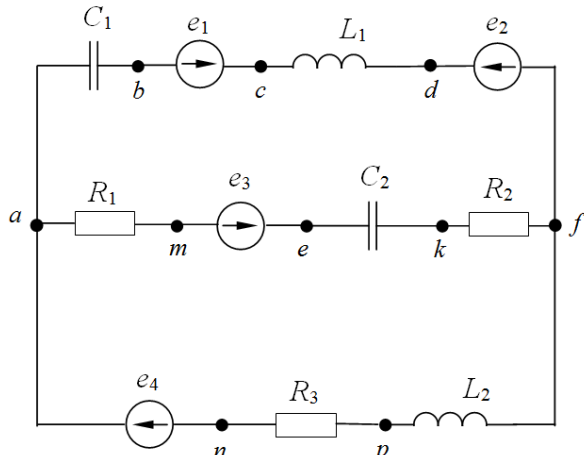 C₁ e₁ L₁ e₂
b c d
R₁ e₃ C₂ R₂
a m e k f
e₄ R₃ L₂
n p